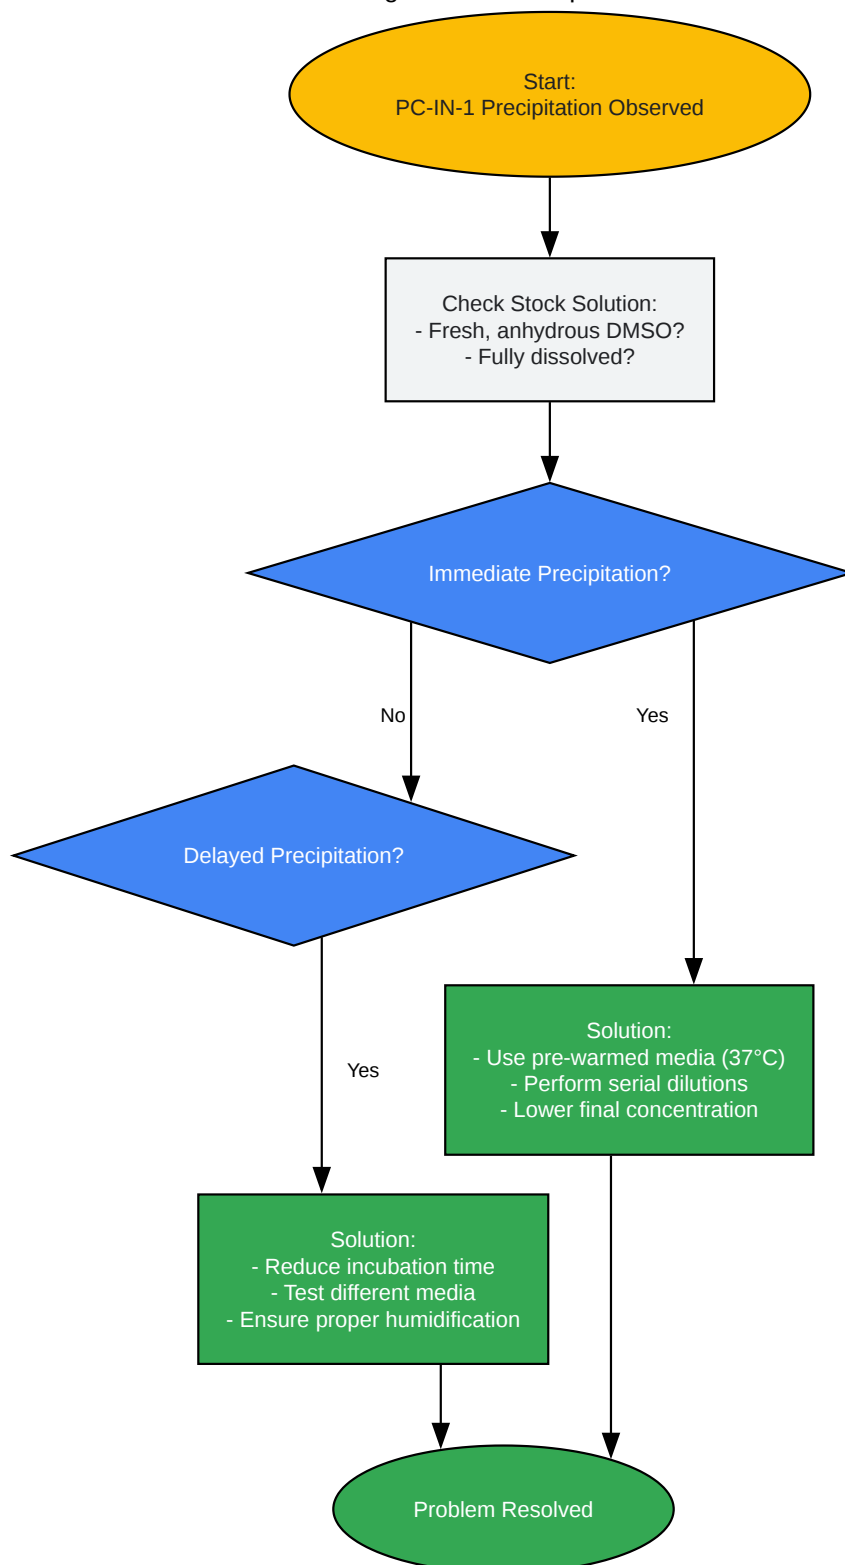 Start:
PC-IN-1 Precipitation Observed
Check Stock Solution:
- Fresh, anhydrous DMSO?
- Fully dissolved?
Immediate Precipitation?
No
Yes
Delayed Precipitation?
Solution:
- Use pre-warmed media (37°C)
- Perform serial dilutions
- Lower final concentration
Yes
Solution:
- Reduce incubation time
- Test different media
- Ensure proper humidification
Problem Resolved